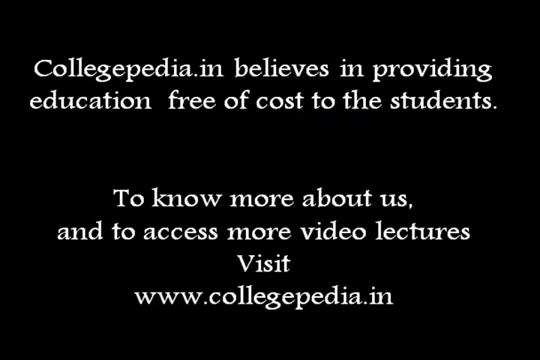 Collegepedia.in believes in providing
education free of cost to the students.
To know more about us,
and to access more video lectures
Visit
www.collegepedia.in